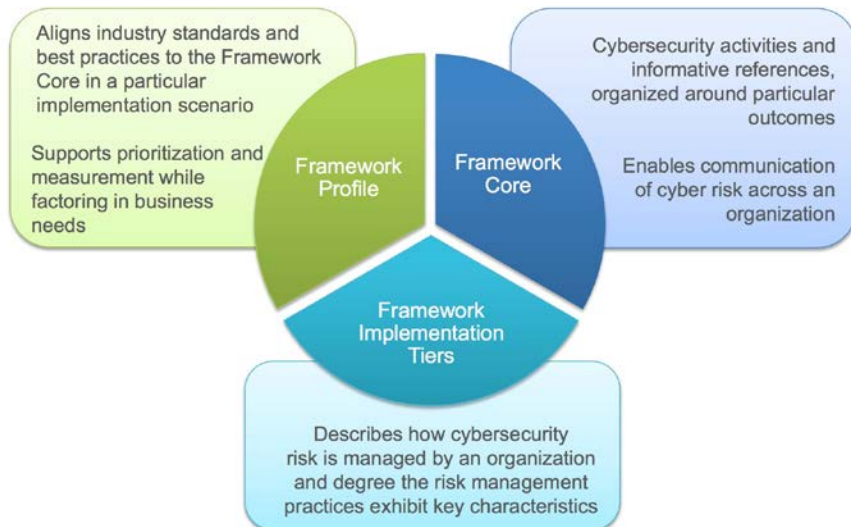 Aligns industry standards and
best practices to the Framework
Core in a particular
implementation scenario
Supports prioritization and
measurement while
factoring in business
needs
Framework
Profile
Framework
Core
Cybersecurity activities and
informative references,
organized around particular
outcomes
Enables communication
of cyber risk across an
organization
Framework
Implementation
Tiers
Describes how cybersecurity
risk is managed by an organization
and degree the risk management
practices exhibit key characteristics